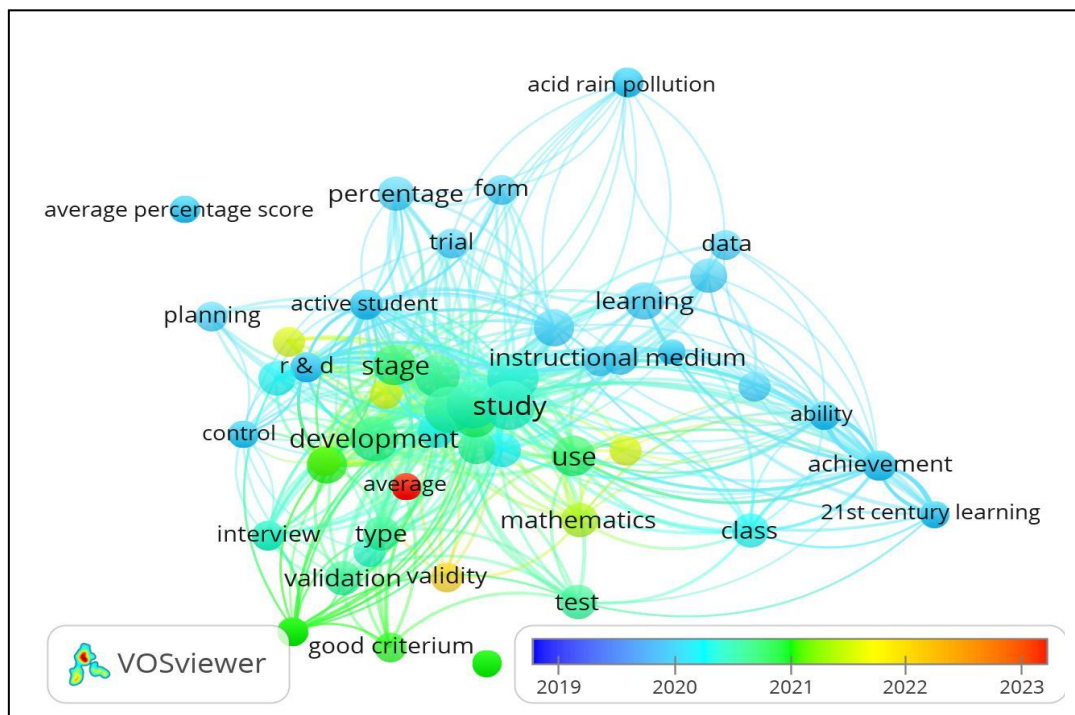 acid rain pollution
percentage
form
average percentage score
trial
data
active student
learning
planning
r & d
stage
instructional medium
study
ability
control
development
use
achievement
average
21st century learning
mathematics
interview
type
class
validation
validity
test
good criterium
VOSviewer
2019 2020 2021 2022 2023